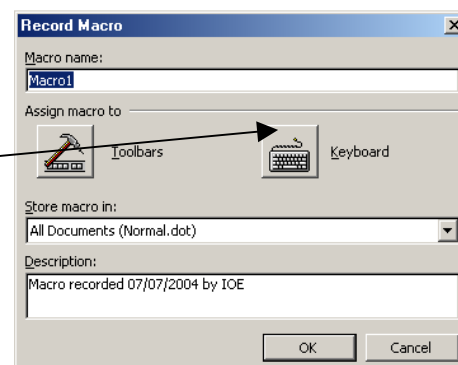 Record Macro
Macro name:
Macro1
Assign macro to
Toolbars
Keyboard
Store macro in:
All Documents (Normal.dot)
Description:
Macro recorded 07/07/2004 by IOE
OK
Cancel